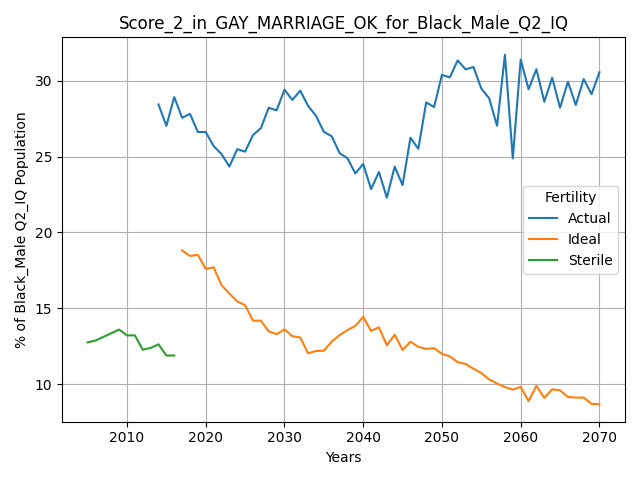 Score_2_in_GAY_MARRIAGE_OK_for_Black_Male_Q2_IQ
% of Black_Male Q2_IQ Population
30
25
20
15
10
Fertility
Actual
Ideal
Sterile
2010 2020 2030 2040 2050 2060 2070
Years